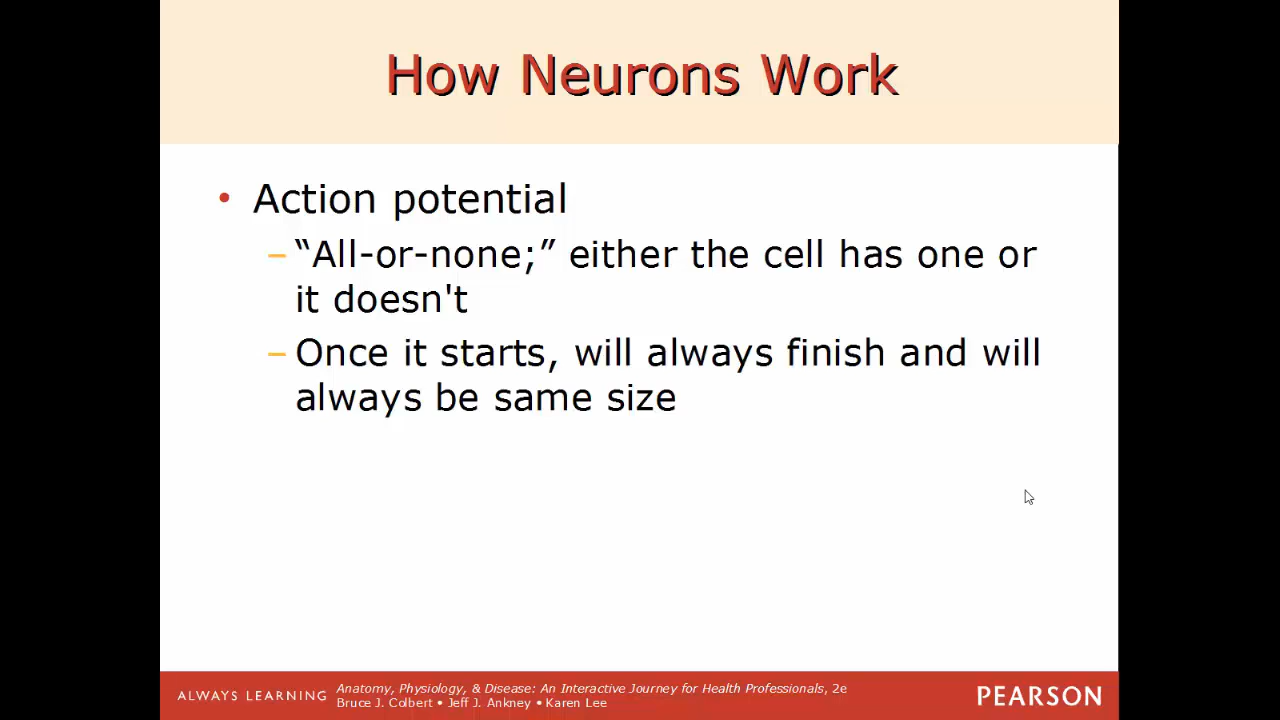 How Neurons Work
• Action potential
– “All-or-none;” either the cell has one or
it doesn't
– Once it starts, will always finish and will
always be same size
ALWAYS LEARNING
Anatomy, Physiology, & Disease: An Interactive Journey for Health Professionals, 2e
Bruce J. Colbert • Jeff J. Ankney • Karen Lee
PEARSON